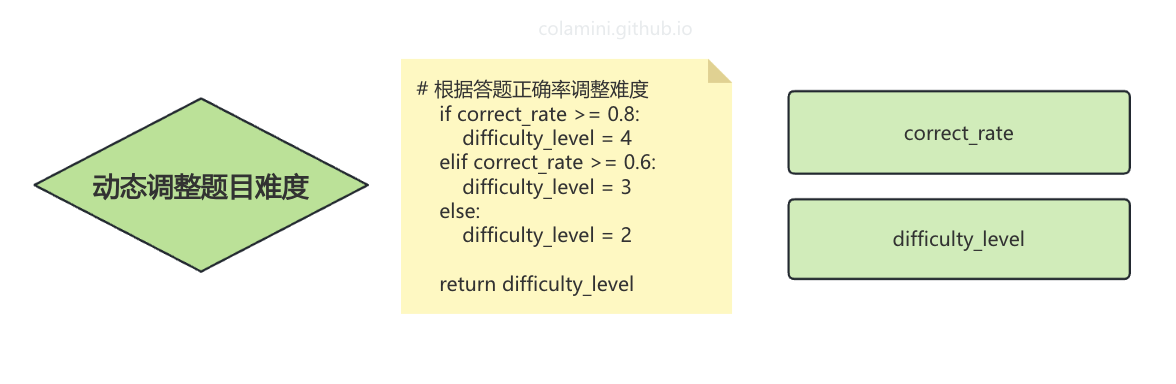 colamini.github.io
动态调整题目难度
# 根据答题正确率调整难度
if correct_rate >= 0.8:
difficulty_level = 4
elif correct_rate >= 0.6:
difficulty_level = 3
else:
difficulty_level = 2
return difficulty_level
correct_rate
difficulty_level